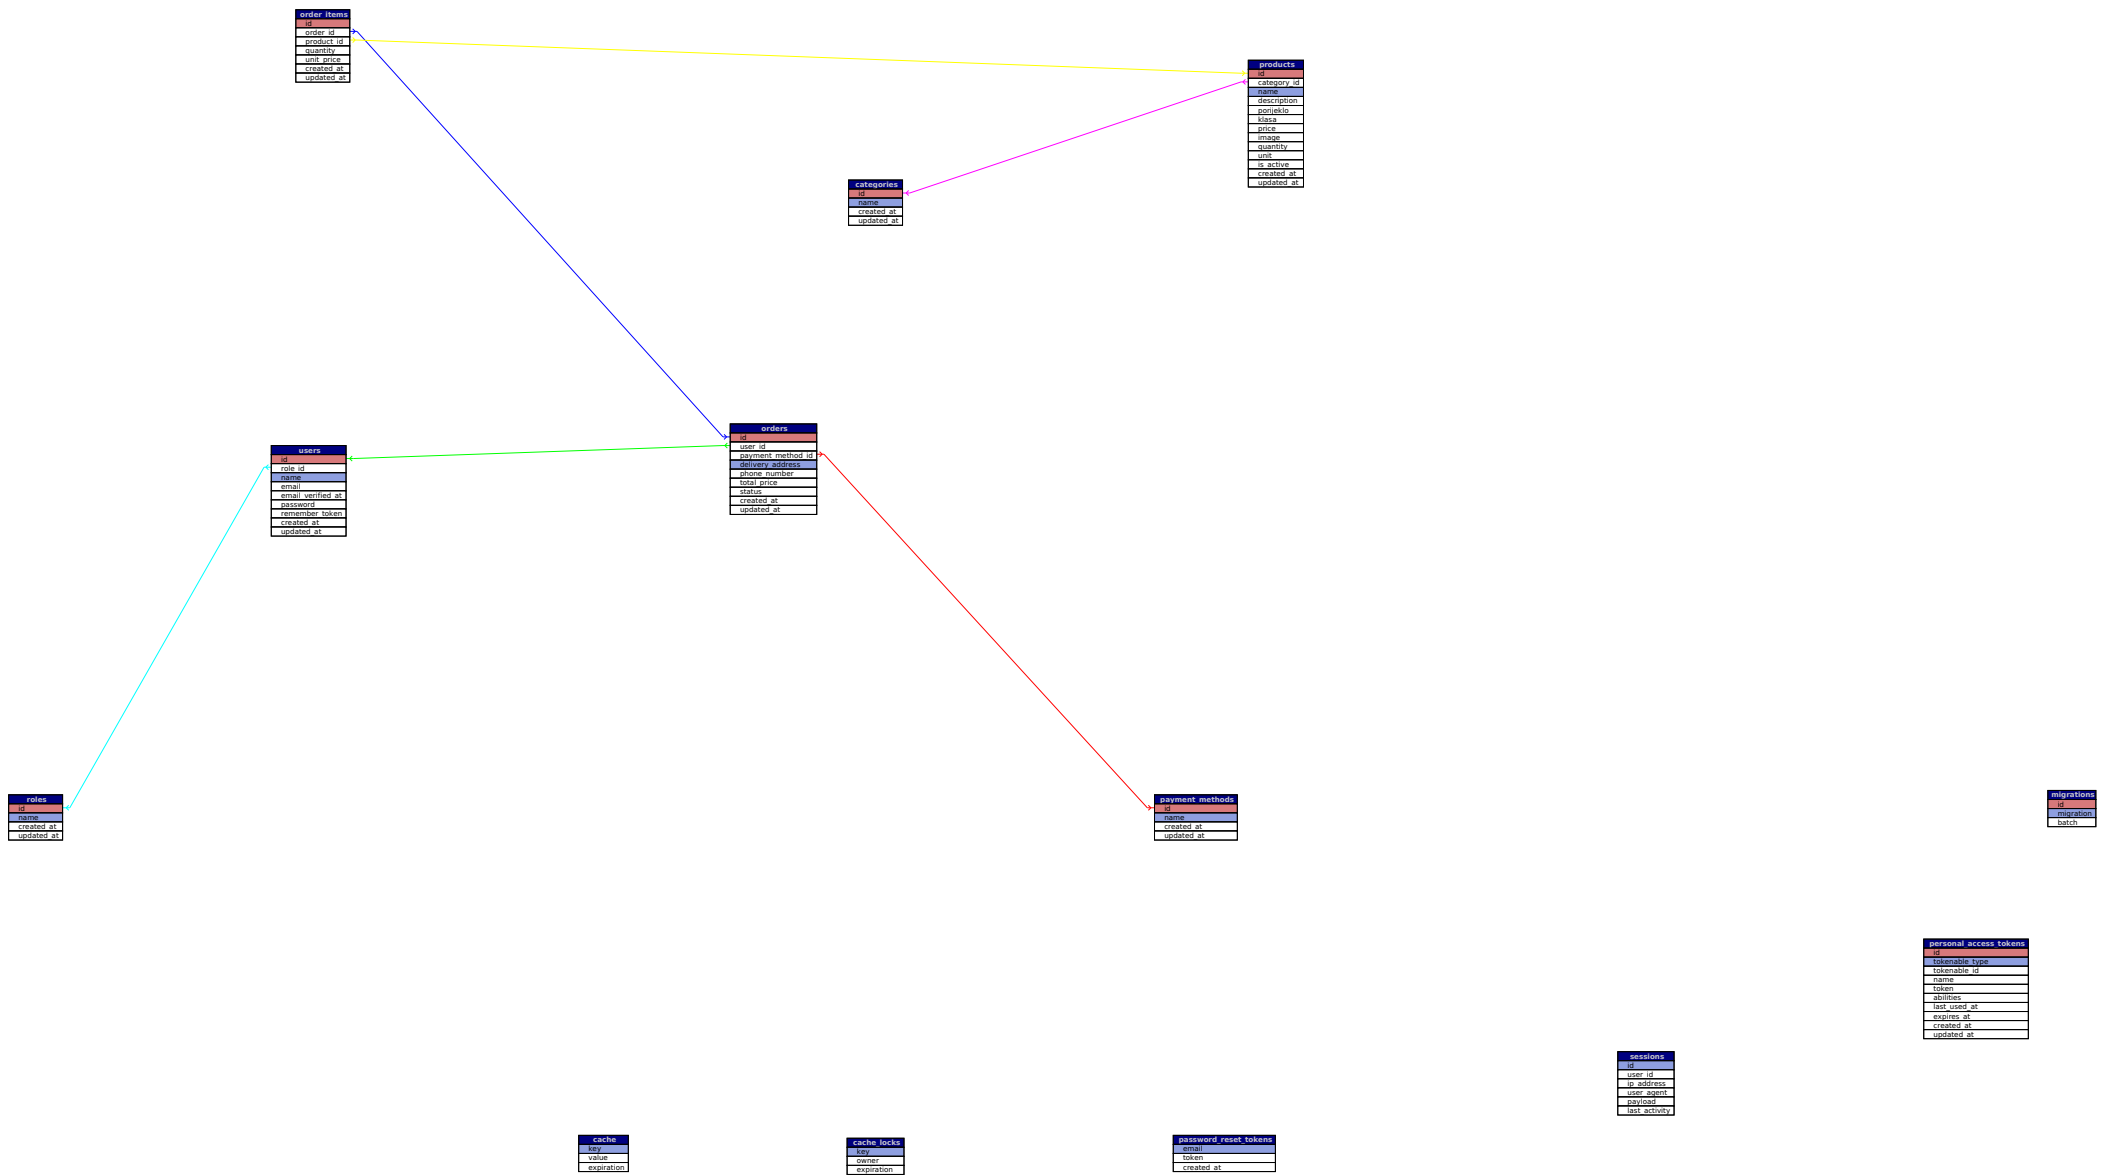 order_items
id
order_id
product_id
quantity
unit_price
created_at
updated_at
products
id
category_id
name
description
porijeklo
klasa
price
image
quantity
unit
is_active
created_at
updated_at
categories
id
name
created_at
updated_at
orders
id
user_id
payment_method_id
delivery_address
phone_number
total_price
status
created_at
updated_at
users
id
role_id
name
email
email_verified_at
password
remember_token
created_at
updated_at
roles
id
name
created_at
updated_at
payment_methods
id
name
created_at
updated_at
migrations
id
migration
batch
personal_access_tokens
id
tokenable_type
tokenable_id
name
token
abilities
last_used_at
expires_at
created_at
updated_at
sessions
id
user_id
ip_address
user_agent
payload
last_activity
cache
key
value
expiration
cache_locks
key
owner
expiration
password_reset_tokens
email
token
created_at